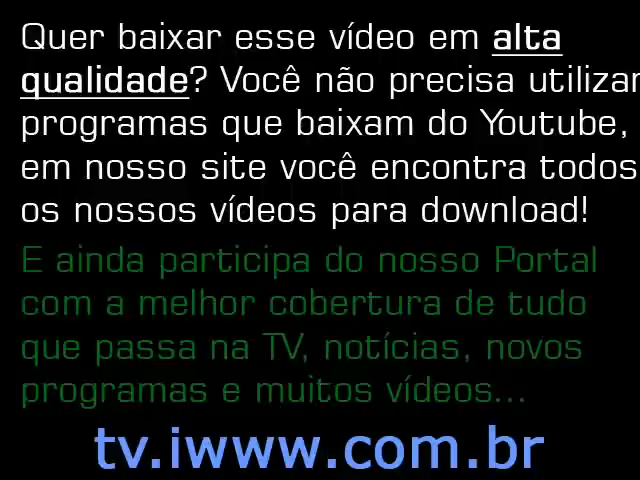 Quer baixar esse vídeo em alta
qualidade? Você não precisa utilizar
programas que baixam do Youtube,
em nosso site você encontra todos
os nossos vídeos para download!
E ainda participa do nosso Portal
com a melhor cobertura de tudo
que passa na TV, notícias, novos
programas e muitos vídeos...
tv.iwww.com.br